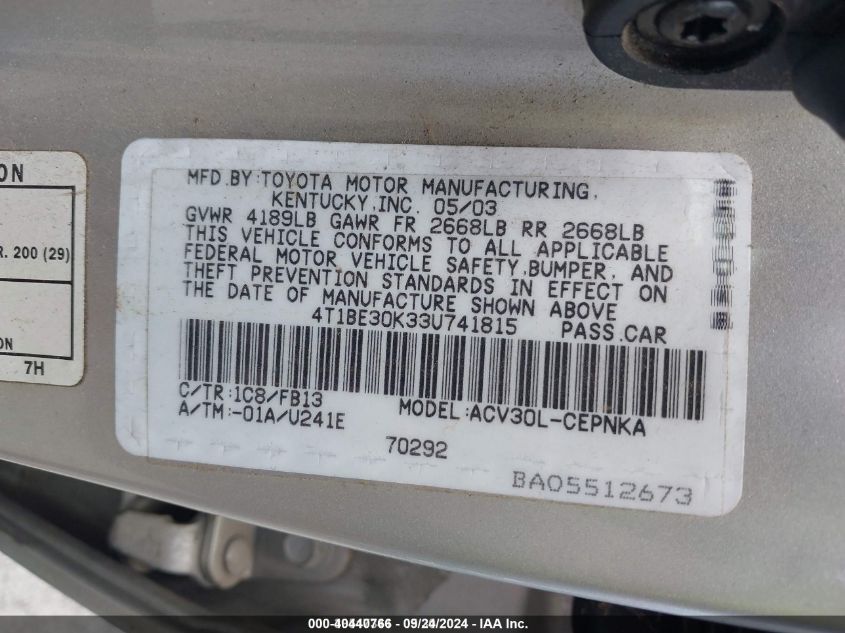 ON
R. 200 (29)
ON
7H
MFD.BY:TOYOTA MOTOR MANUFACTURING,
KENTUCKY,INC. 05/03
GVWR 4189LB GAWR FR 2668LB RR 2668LB
THIS VEHICLE CONFORMS TO ALL APPLICABLE
FEDERAL MOTOR VEHICLE SAFETY,BUMPER, AND
THEFT PREVENTION STANDARDS IN EFFECT ON
THE DATE OF MANUFACTURE SHOWN ABOVE
4T1BE30K33U741815 PASS.CAR
C/TR:1C8/FB13
A/TM:-01A/U241E MODEL:ACV30L-CEPNKA
70292
BA05512673
000-40440766 - 09/24/2024 - IAA Inc.